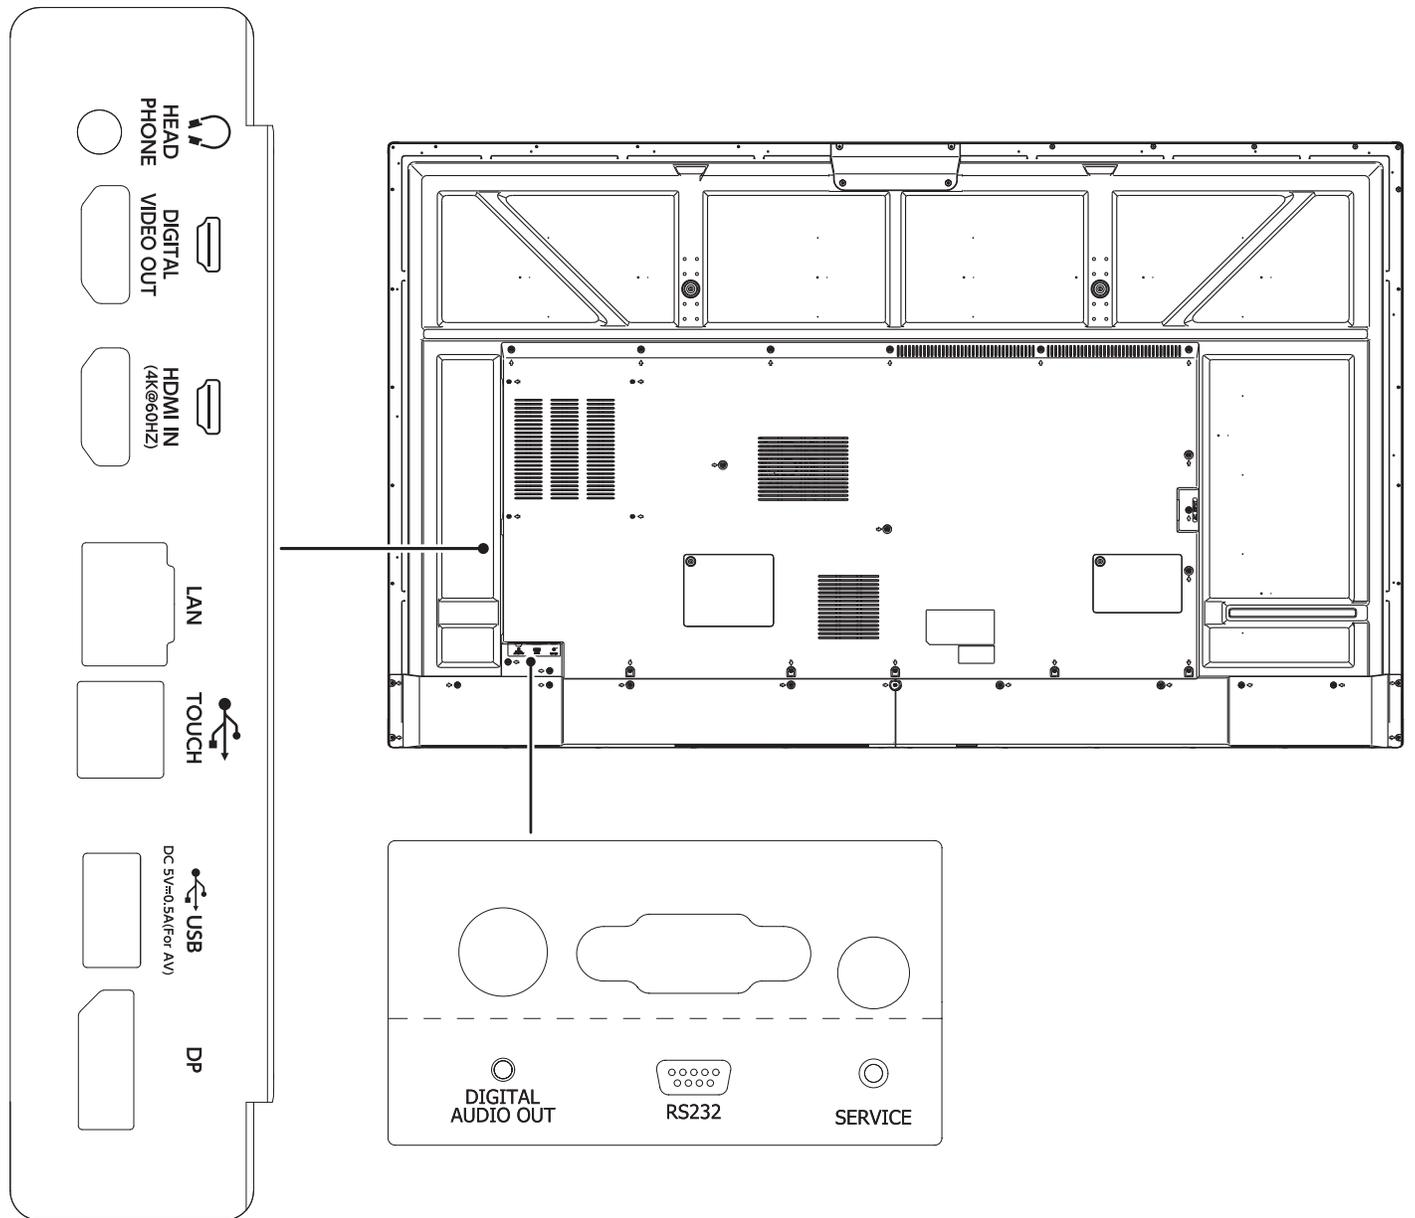 HEAD
PHONE
DIGITAL
VIDEO OUT
HDMI IN
(4K@60HZ)
LAN
TOUCH
USB
DC 5V⎓0.5A(For AV)
DP
DIGITAL
AUDIO OUT
RS232
SERVICE